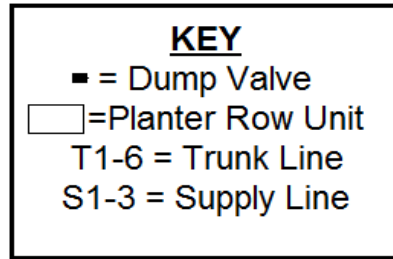 KEY
= Dump Valve
=Planter Row Unit
T1-6 = Trunk Line
S1-3 = Supply Line